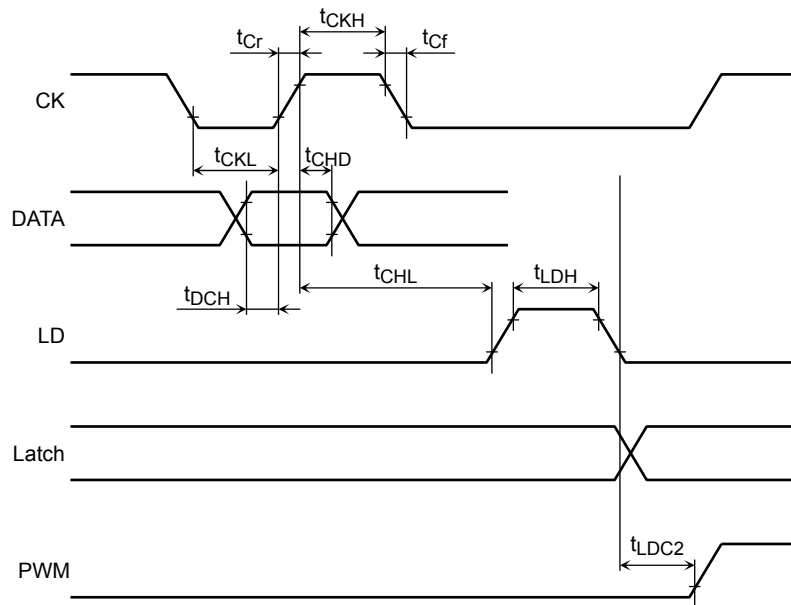 tCKH
tCr
tCf
CK
tCKL
tCHD
DATA
tCHL
tLDH
tDCH
LD
Latch
tLDC2
PWM